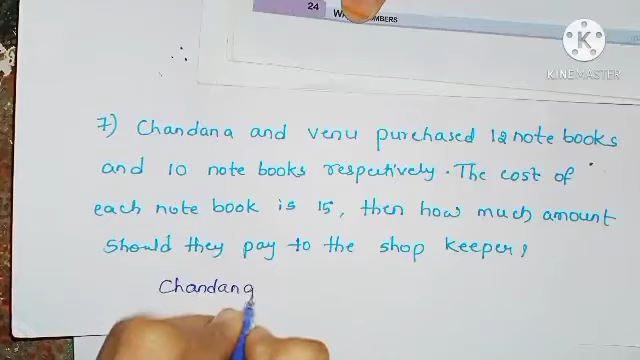 24
KINEMASTER
7) Chandana and venu purchased 12 note books
and 10 note books respectively. The cost of
each note book is 15, then how much amount
should they pay to the shop keeper?
Chandana